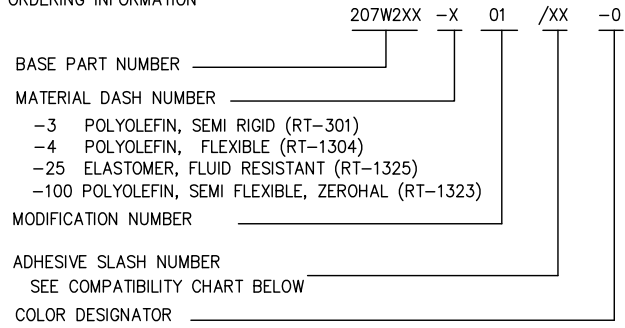 ORDERING INFORMATION
207W2XX -X 01 /XX -0
BASE PART NUMBER
MATERIAL DASH NUMBER
-3 POLYOLEFIN, SEMI RIGID (RT-301)
-4 POLYOLEFIN, FLEXIBLE (RT-1304)
-25 ELASTOMER, FLUID RESISTANT (RT-1325)
-100 POLYOLEFIN, SEMI FLEXIBLE, ZEROHAL (RT-1323)
MODIFICATION NUMBER
ADHESIVE SLASH NUMBER
SEE COMPATIBILITY CHART BELOW
COLOR DESIGNATOR